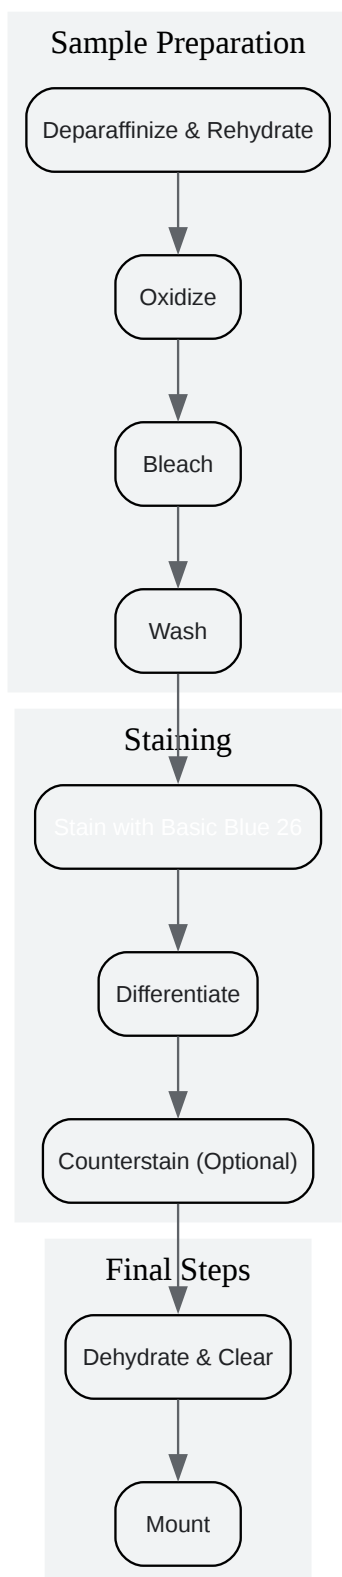 Sample Preparation
Deparaffinize & Rehydrate
Oxidize
Bleach
Wash
Staining
Stain with Basic Blue 26
Differentiate
Counterstain (Optional)
Final Steps
Dehydrate & Clear
Mount